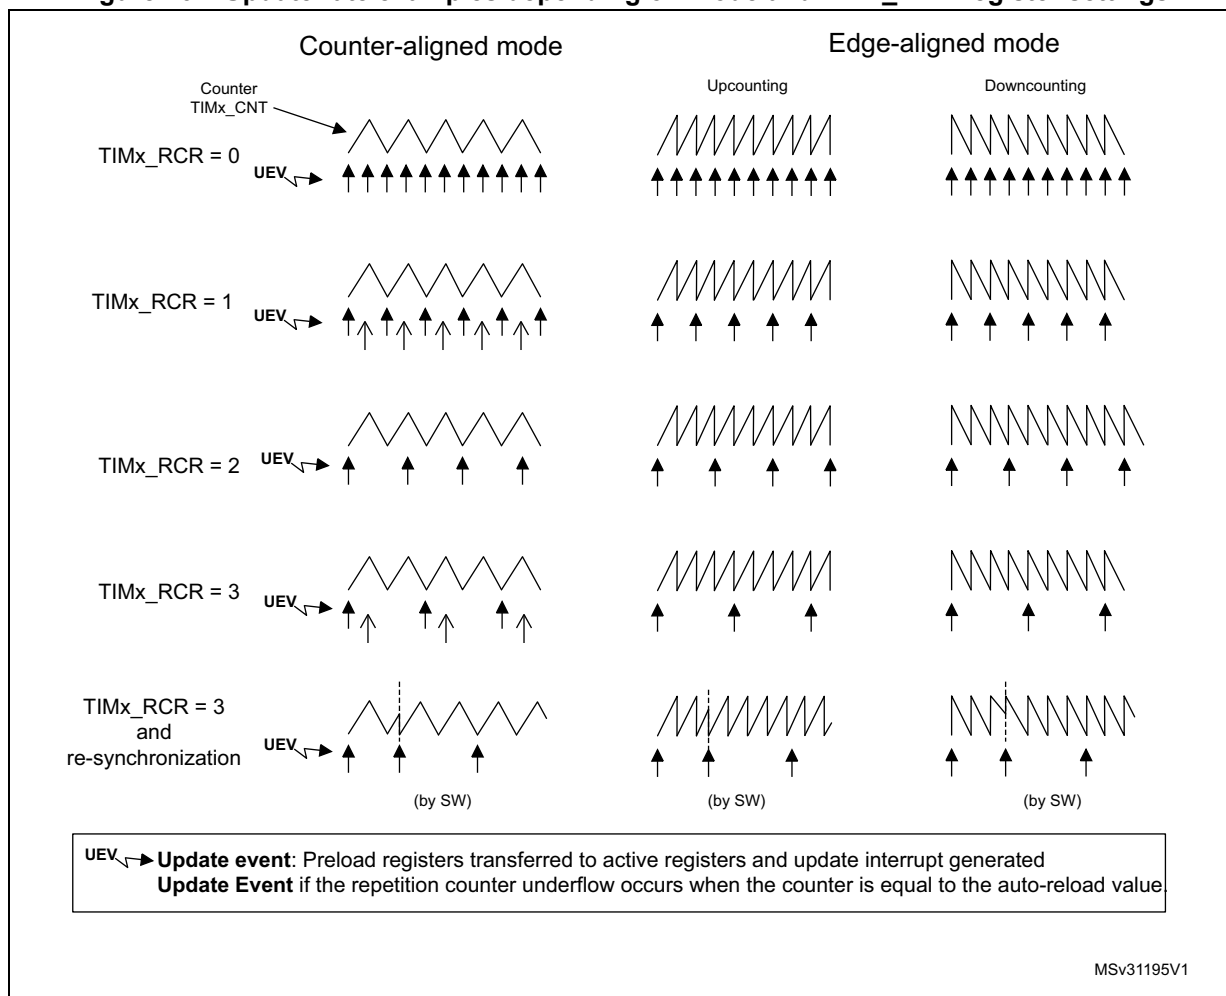 Counter-aligned mode
Edge-aligned mode
Counter
TIMx_CNT
Upcounting
Downcounting
TIMx_RCR = 0
UEV
TIMx_RCR = 1
UEV
TIMx_RCR = 2
UEV
TIMx_RCR = 3
UEV
TIMx_RCR = 3
and
re-synchronization
UEV
(by SW)
(by SW)
(by SW)
UEV Update event: Preload registers transferred to active registers and update interrupt generated
Update Event if the repetition counter underflow occurs when the counter is equal to the auto-reload value.
MSv31195V1